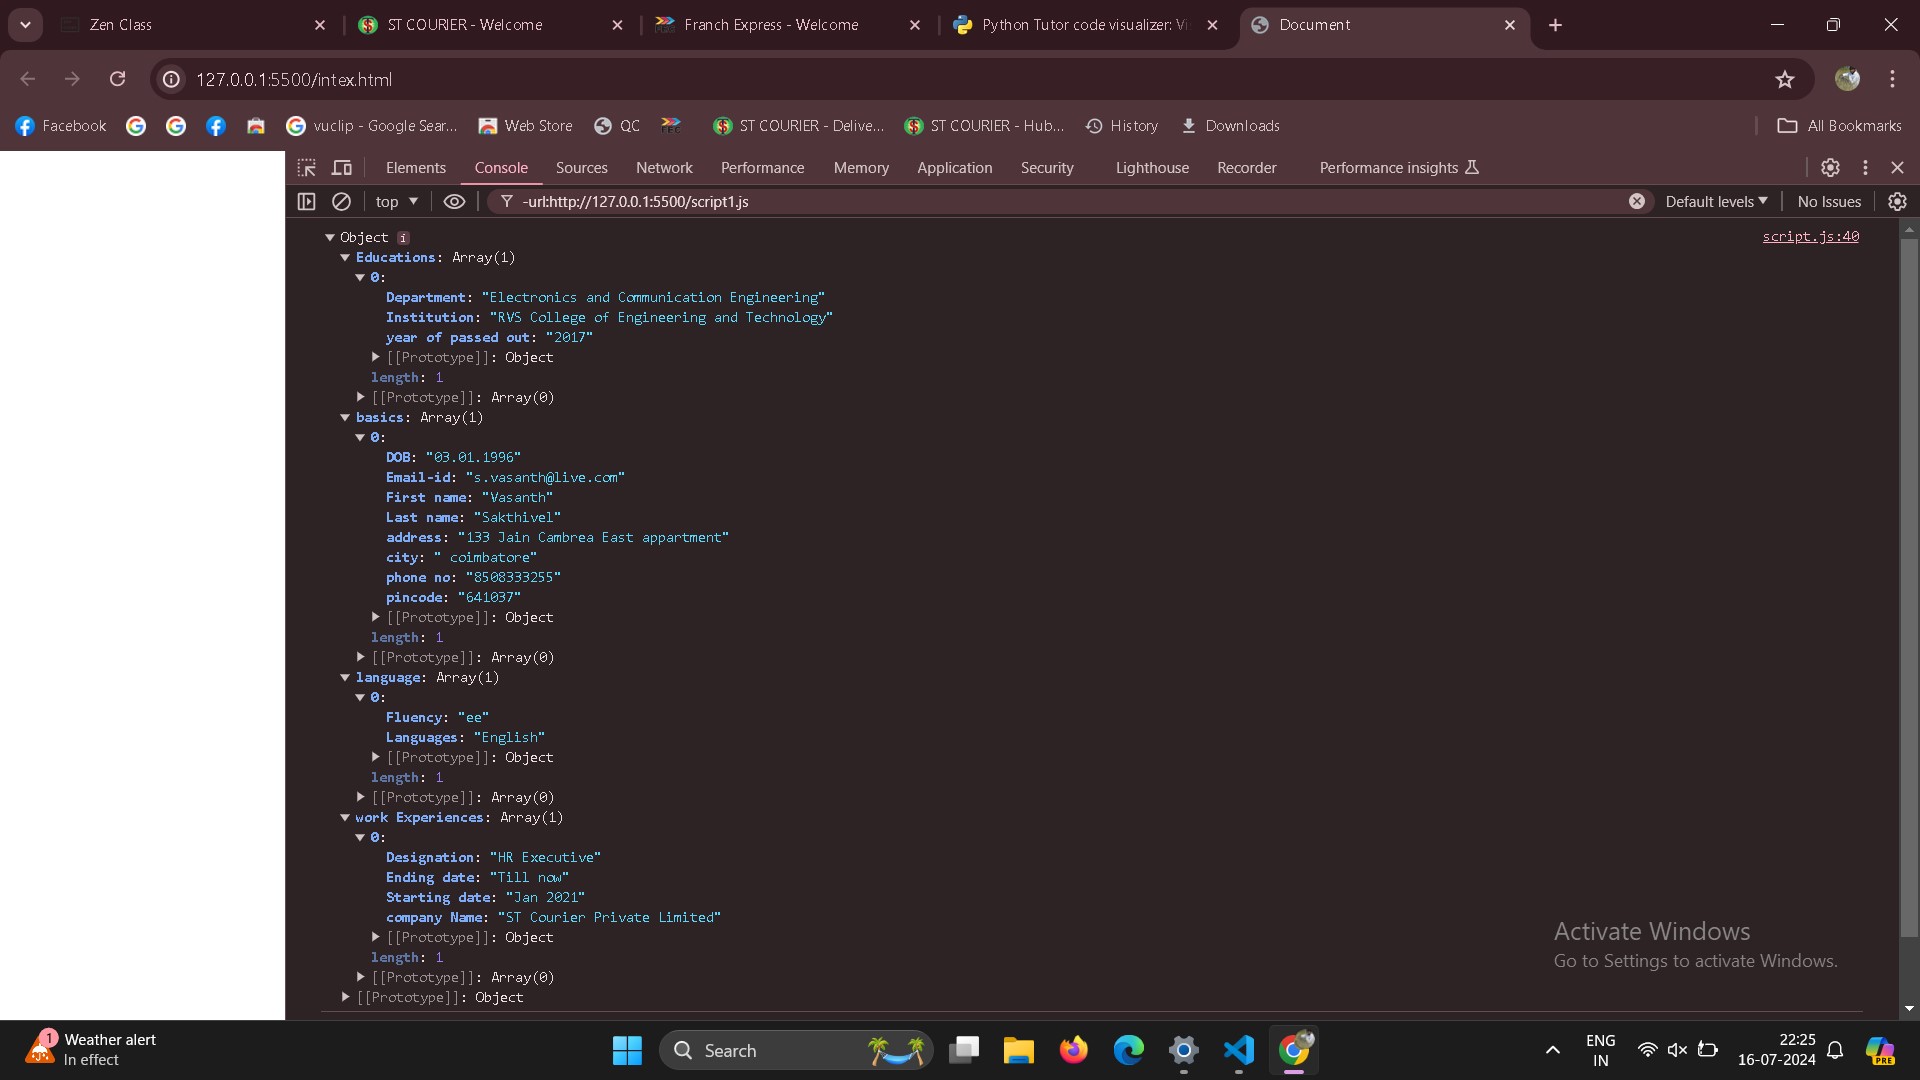 Zen Class
ST COURIER - Welcome
Franch Express - Welcome
Python Tutor code visualizer: Vi
Document
127.0.0.1:5500/intex.html
Facebook
vuclip - Google Sear...
Web Store
QC
ST COURIER - Delive...
ST COURIER - Hub...
History
Downloads
All Bookmarks
Elements Console Sources Network Performance Memory Application Security Lighthouse Recorder Performance insights
top
-url:http://127.0.0.1:5500/script1.js
Default levels
No Issues
Object i
script.js:40
Educations: Array(1)
0:
Department: "Electronics and Communication Engineering"
Institution: "RVS College of Engineering and Technology"
year of passed out: "2017"
[[Prototype]]: Object
length: 1
[[Prototype]]: Array(0)
basics: Array(1)
0:
DOB: "03.01.1996"
Email-id: "s.vasanth@live.com"
First name: "Vasanth"
Last name: "Sakthivel"
address: "133 Jain Cambrea East appartment"
city: " coimbatore"
phone no: "8508333255"
pincode: "641037"
[[Prototype]]: Object
length: 1
[[Prototype]]: Array(0)
language: Array(1)
0:
Fluency: "ee"
Languages: "English"
[[Prototype]]: Object
length: 1
[[Prototype]]: Array(0)
work Experiences: Array(1)
0:
Designation: "HR Executive"
Ending date: "Till now"
Starting date: "Jan 2021"
company Name: "ST Courier Private Limited"
[[Prototype]]: Object
length: 1
[[Prototype]]: Array(0)
[[Prototype]]: Object
Activate Windows
Go to Settings to activate Windows.
1
Weather alert
In effect
Search
ENG
IN
22:25
16-07-2024
PRE